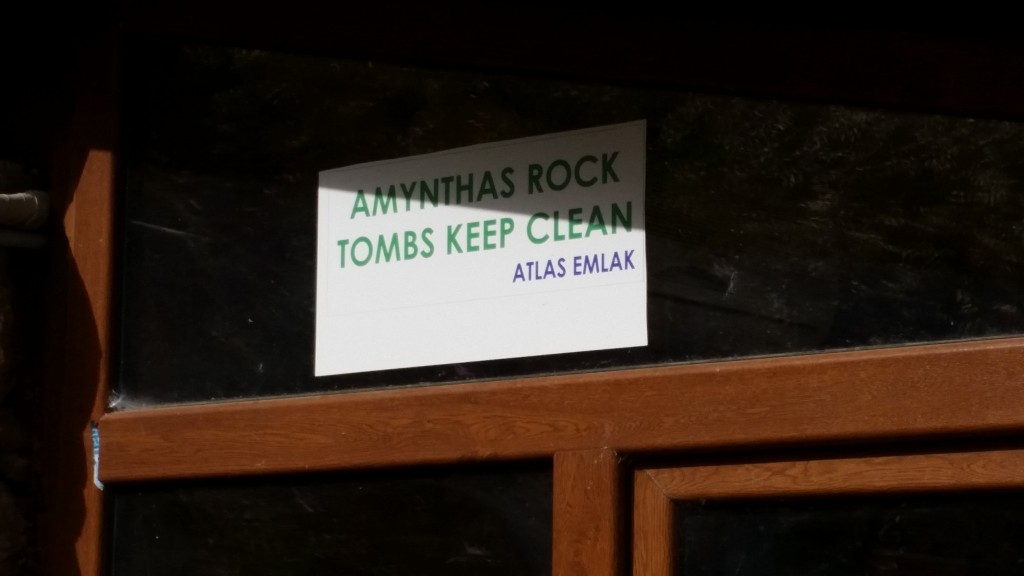 AMYNTHAS ROCK
TOMBS KEEP CLEAN
ATLAS EMLAK